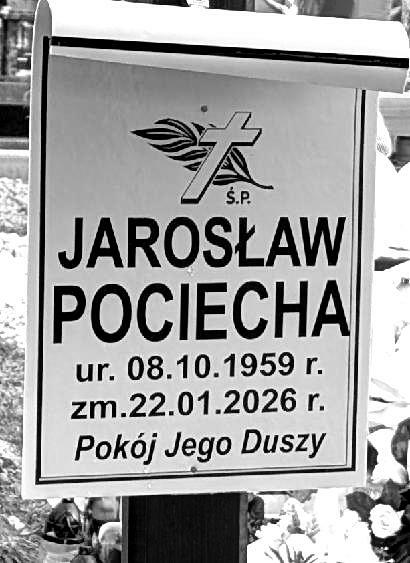 Ś.P.
JAROSŁAW
POCIECHA
ur. 08.10.1959 r.
zm.22.01.2026 r.
Pokój Jego Duszy